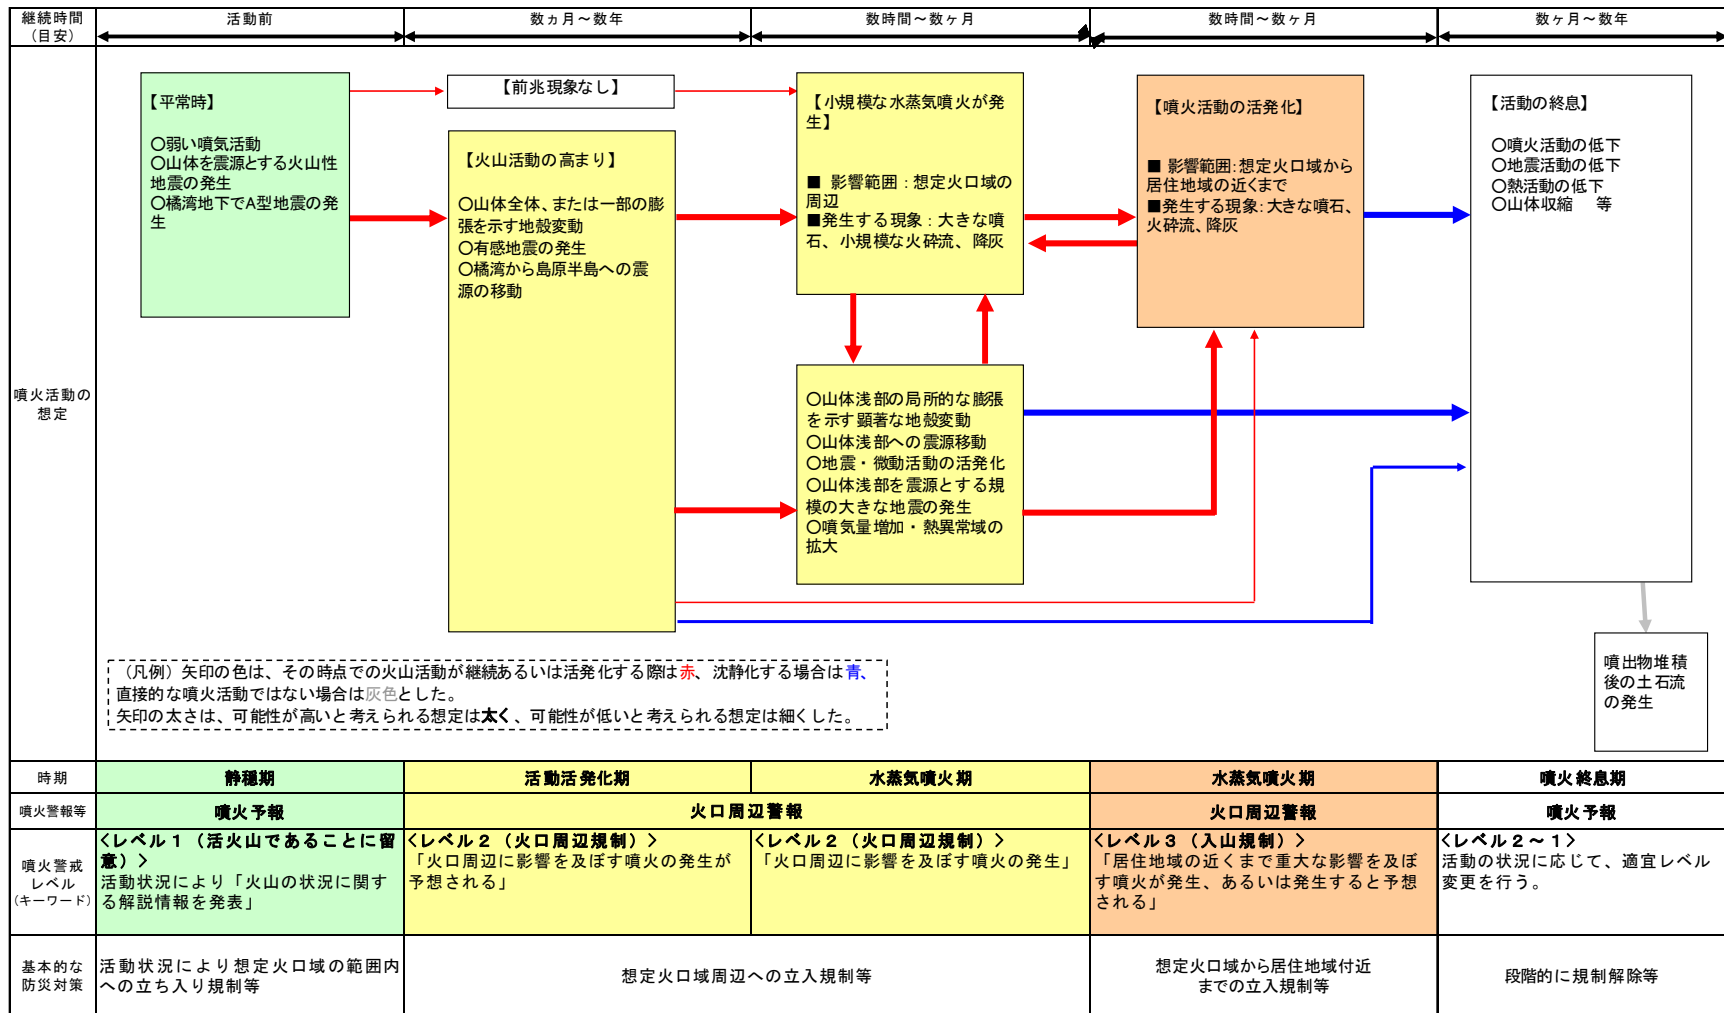 継続時間
（目安）
活動前
数ヵ月～数年
数時間～数ヶ月
数時間～数ヶ月
数ヶ月～数年
噴火活動の
想定
【平常時】
○弱い噴気活動
○山体を震源とする火山性
地震の発生
○橘湾地下でA型地震の発
生
【前兆現象なし】
【火山活動の高まり】
○山体全体、または一部の膨
張を示す地殻変動
○有感地震の発生
○橘湾から島原半島への震
源の移動
【小規模な水蒸気噴火が発
生】
■ 影響範囲：想定火口域の
周辺
■発生する現象：大きな噴
石、小規模な火砕流、降灰
○山体浅部の局所的な膨張
を示す顕著な地殻変動
○山体浅部への震源移動
○地震・微動活動の活発化
○山体浅部を震源とする規
模の大きな地震の発生
○噴気量増加・熱異常域の
拡大
【噴火活動の活発化】
■ 影響範囲：想定火口域から
居住地域の近くまで
■発生する現象：大きな噴石、
火砕流、降灰
【活動の終息】
○噴火活動の低下
○地震活動の低下
○熱活動の低下
○山体収縮　等
噴出物堆積
後の土石流
の発生
（凡例）矢印の色は、その時点での火山活動が継続あるいは活発化する際は赤、沈静化する場合は青、
直接的な噴火活動ではない場合は灰色とした。
矢印の太さは、可能性が高いと考えられる想定は太く、可能性が低いと考えられる想定は細くした。
時期
静穏期
活動活発化期
水蒸気噴火期
水蒸気噴火期
噴火終息期
噴火警報等
噴火予報
火口周辺警報
火口周辺警報
噴火予報
噴火警戒
レベル
（キーワード）
＜レベル１（活火山であることに留
意）＞
活動状況により「火山の状況に関す
る解説情報を発表」
＜レベル２（火口周辺規制）＞
「火口周辺に影響を及ぼす噴火の発生が
予想される」
＜レベル２（火口周辺規制）＞
「火口周辺に影響を及ぼす噴火の発生」
＜レベル３（入山規制）＞
「居住地域の近くまで重大な影響を及ぼ
す噴火が発生、あるいは発生すると予想
される」
＜レベル２～１＞
活動の状況に応じて、適宜レベル
変更を行う。
基本的な
防災対策
活動状況により想定火口域の範囲内
への立ち入り規制等
想定火口域周辺への立入規制等
想定火口域から居住地域付近
までの立入規制等
段階的に規制解除等